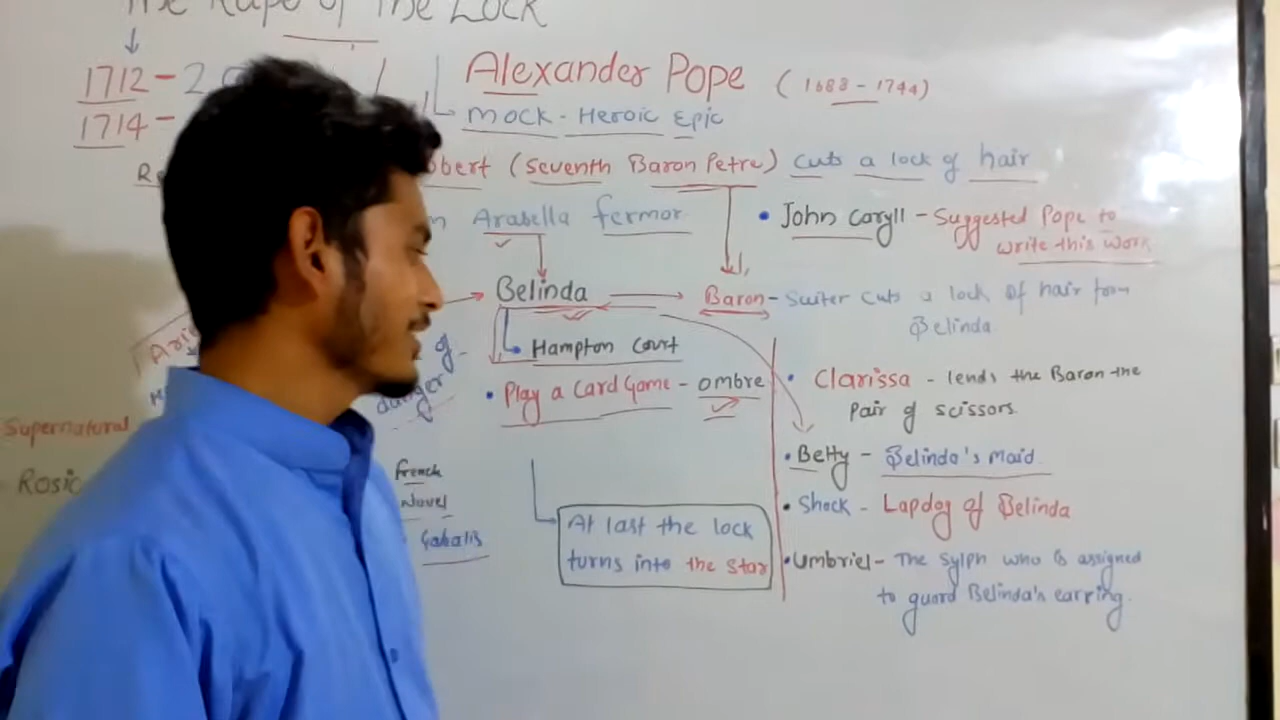 The Rape of The Lock
1712 - 2
Alexander Pope (1688 - 1744)
1714 -
Mock - Heroic Epic
obert (Seventh Baron Petre) cuts a lock of hair
Arabella fermor
• John Caryll - Suggested Pope to
write this work
Belinda
Baron - Suiter cuts a lock of hair form
Belinda
Hampton Court
of
danger
• Play a Card Game - ombre
• Clarissa - lends the Baron the
pair of scissors.
Supernatural
• Betty - Belinda's maid.
French
Rosic
Novel
• Shock - Lapdog of Belinda
At last the lock
Gabalis
turns into the star
• Umbriel - The Sylph who is assigned
to guard Belinda's earring.